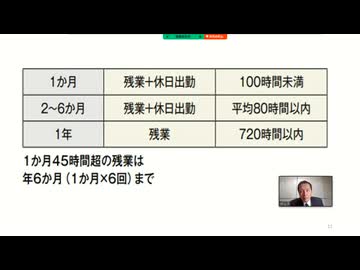 1か月 残業+休日出勤 100時間未満
2～6か月 残業+休日出勤 平均80時間以内
1年 残業 720時間以内
1か月45時間超の残業は
年6か月(1か月×6回)まで